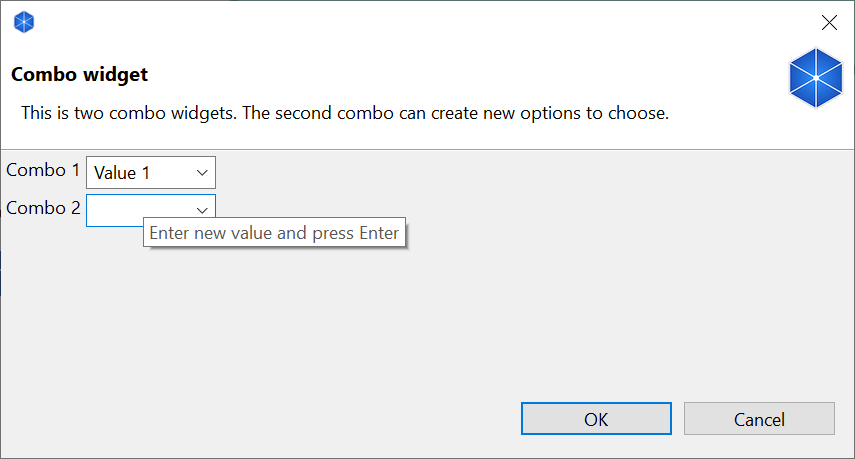 Combo widget
This is two combo widgets. The second combo can create new options to choose.
Combo 1 Value 1
Combo 2
Enter new value and press Enter
OK Cancel